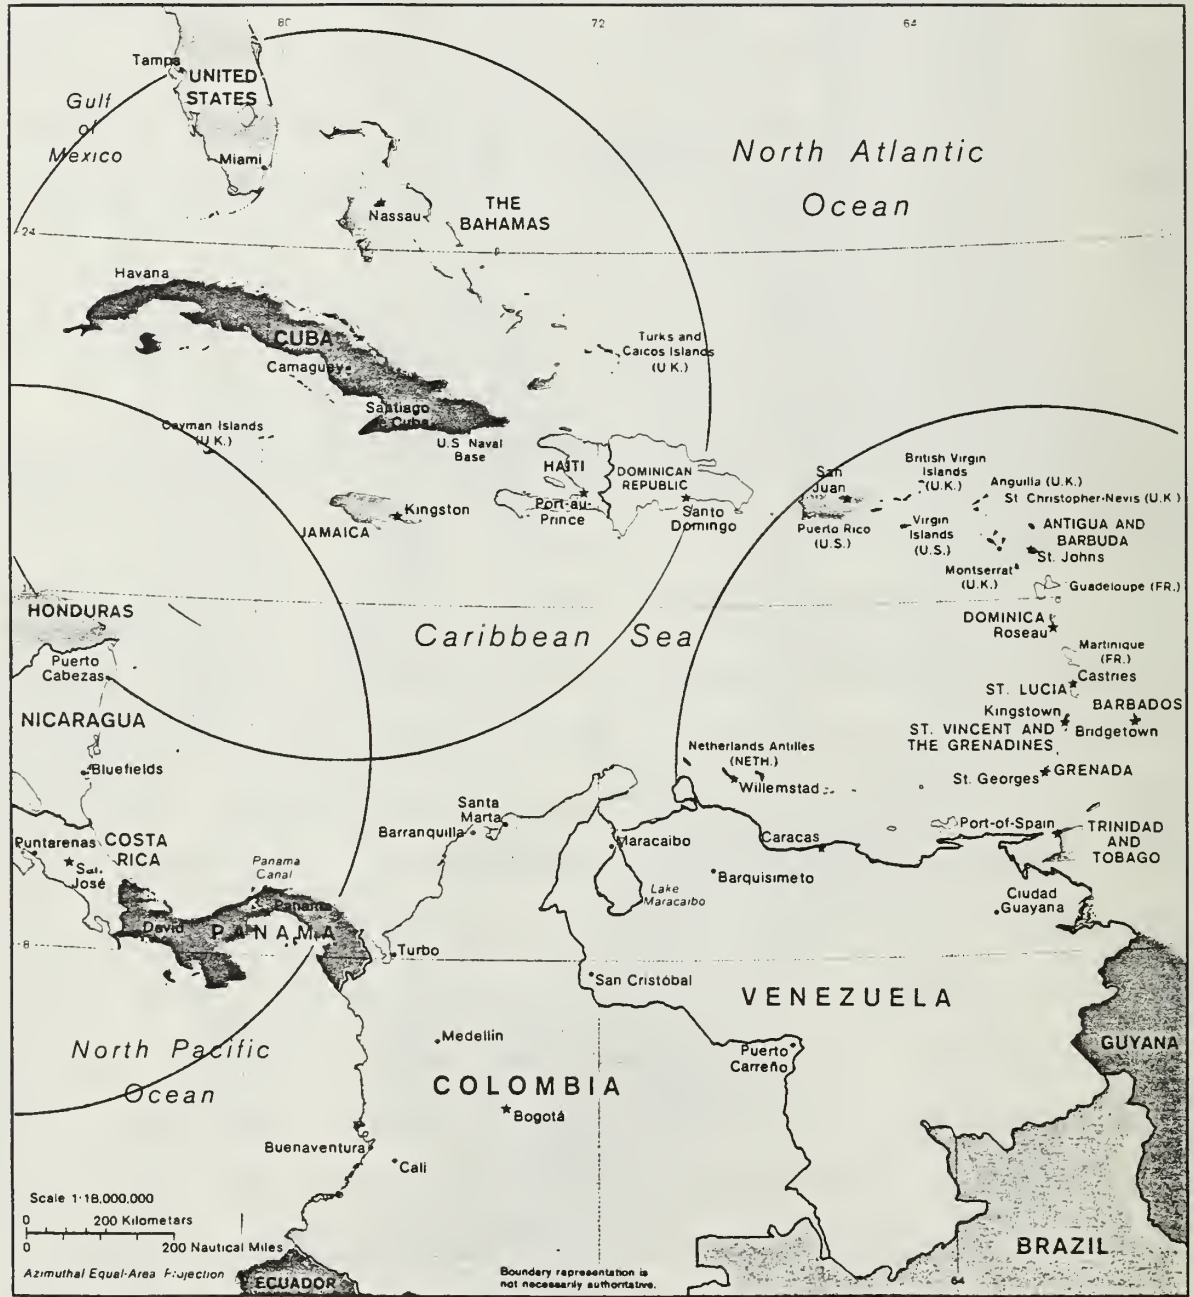 80
72
64
Tampa
UNITED
STATES
Gulf
of
Mexico
Miami
North Atlantic
Ocean
THE
BAHAMAS
Nassau
24
Havana
CUBA
Camaguey
Turks and
Caicos Islands
(U.K.)
Santiago
de Cuba
U.S. Naval
Base
Cayman Islands
(U.K.)
HAITI
DOMINICAN
REPUBLIC
Port-au-
Prince
Santo
Domingo
Kingston
JAMAICA
San
Juan
Puerto Rico
(U.S.)
British Virgin
Islands
(U.K.)
Virgin
Islands
(U.S.)
Anguilla (U.K.)
St. Christopher-Nevis (U.K.)
ANTIGUA AND
BARBUDA
St. Johns
Montserrat
(U.K.)
Guadeloupe (FR.)
DOMINICA
Roseau
Martinique
(FR.)
Castries
ST. LUCIA
BARBADOS
Kingstown
Bridgetown
ST. VINCENT AND
THE GRENADINES
St. Georges
GRENADA
HONDURAS
Caribbean Sea
Puerto
Cabezas
NICARAGUA
Bluefields
Netherlands Antilles
(NETH.)
Willemstad
Santa
Marta
Barranquilla
Maracaibo
Caracas
Port-of-Spain
TRINIDAD
AND
TOBAGO
Puntarenas
COSTA
RICA
San
José
Panama
Canal
Panama
Lake
Maracaibo
Barquisimeto
Ciudad
Guayana
David
PANAMA
8
Turbo
San Cristóbal
VENEZUELA
North Pacific
Ocean
Medellín
Puerto
Carreño
GUYANA
COLOMBIA
Bogotá
Buenaventura
Cali
Scale 1:18,000,000
0 200 Kilometers
0 200 Nautical Miles
Azimuthal Equal-Area Projection
ECUADOR
Boundary representation is
not necessarily authoritative.
BRAZIL
64